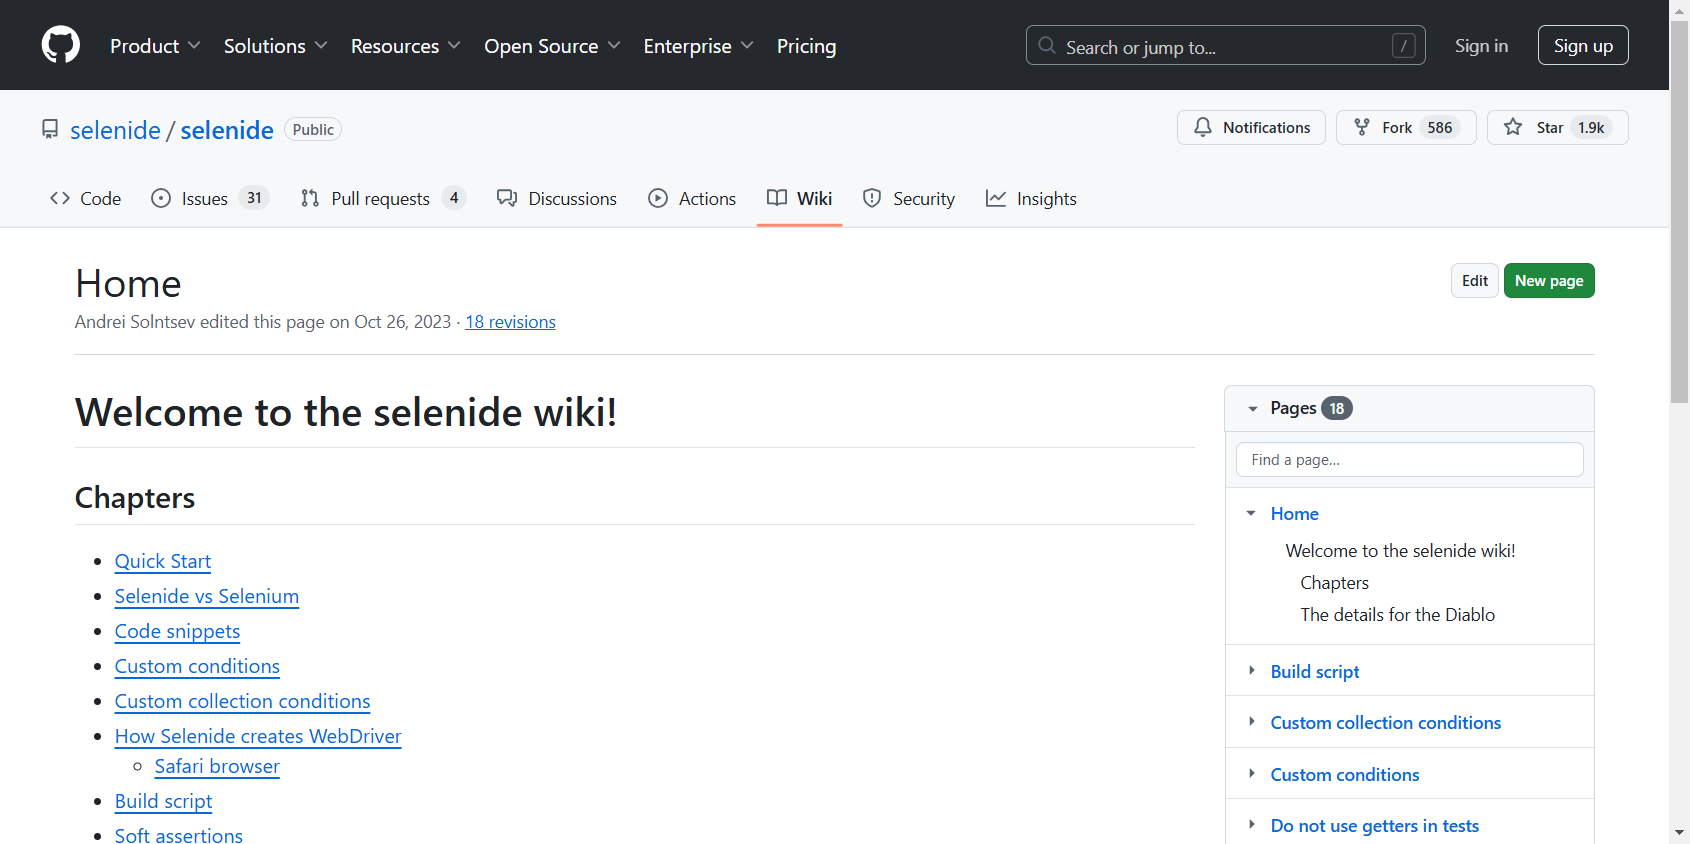 Product Solutions Resources Open Source Enterprise Pricing Search or jump to... / Sign in Sign up
selenide / selenide Public Notifications Fork 586 Star 1.9k
Code Issues 31 Pull requests 4 Discussions Actions Wiki Security Insights
Home Edit New page
Andrei Solntsev edited this page on Oct 26, 2023 · 18 revisions
Welcome to the selenide wiki!
Chapters
Quick Start
Selenide vs Selenium
Code snippets
Custom conditions
Custom collection conditions
How Selenide creates WebDriver
Safari browser
Build script
Soft assertions
Pages 18
Find a page...
Home
Welcome to the selenide wiki!
Chapters
The details for the Diablo
Build script
Custom collection conditions
Custom conditions
Do not use getters in tests